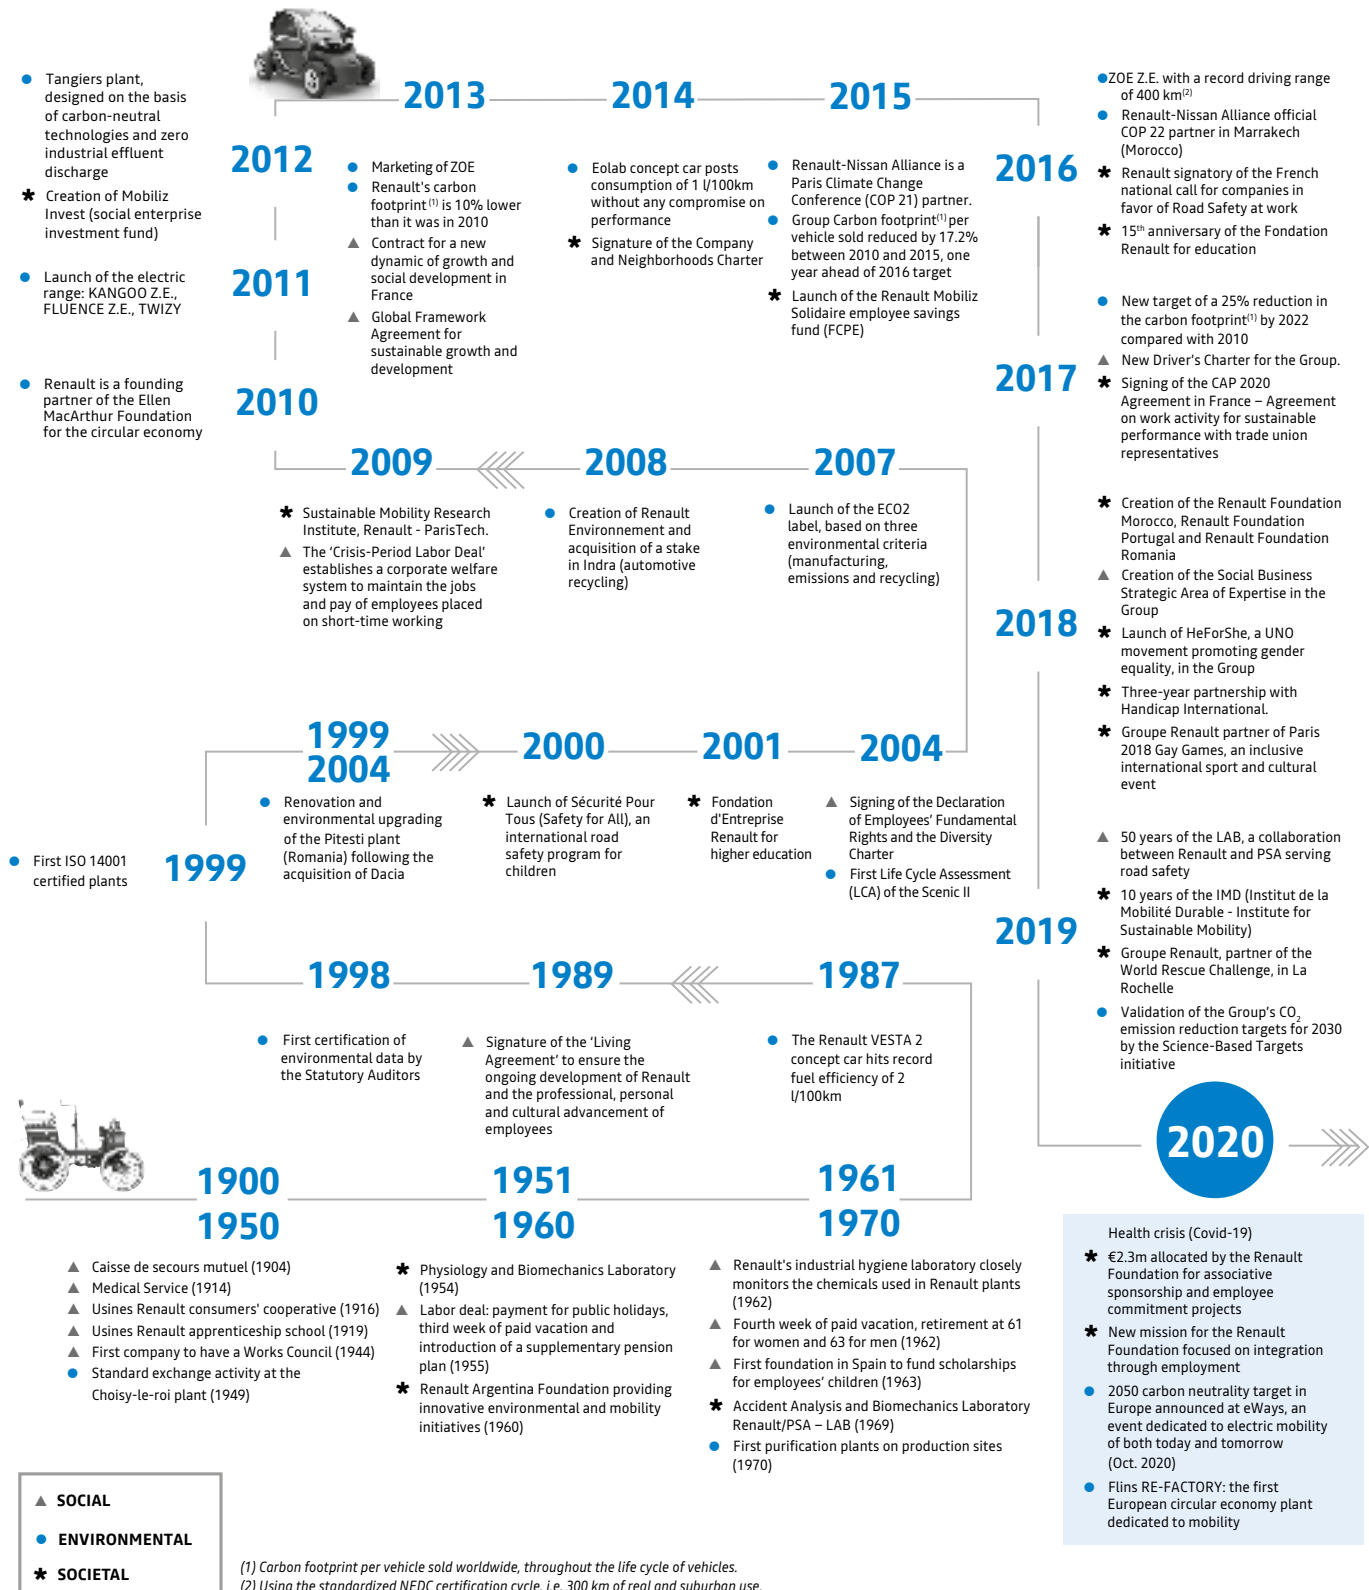 2013
2014
2015
Tangiers plant,
designed on the basis
of carbon-neutral
technologies and zero
industrial effluent
discharge
* Creation of Mobiliz
Invest (social enterprise
investment fund)
2012
Marketing of ZOE
Renault's carbon
footprint (1) is 10% lower
than it was in 2010
Contract for a new
dynamic of growth and
social development in
France
Global Framework
Agreement for
sustainable growth and
development
Eolab concept car posts
consumption of 1 l/100km
without any compromise on
performance
* Signature of the Company
and Neighborhoods Charter
Renault-Nissan Alliance is a
Paris Climate Change
Conference (COP 21) partner.
Group Carbon footprint(1) per
vehicle sold reduced by 17.2%
between 2010 and 2015, one
year ahead of 2016 target
* Launch of the Renault Mobiliz
Solidaire employee savings
fund (FCPE)
2016
ZOE Z.E. with a record driving range
of 400 km(2)
Renault-Nissan Alliance official
COP 22 partner in Marrakech
(Morocco)
* Renault signatory of the French
national call for companies in
favor of Road Safety at work
* 15th anniversary of the Fondation
Renault for education
Launch of the electric
range: KANGOO Z.E.,
FLUENCE Z.E., TWIZY
2011
Renault is a founding
partner of the Ellen
MacArthur Foundation
for the circular economy
2010
2017
New target of a 25% reduction in
the carbon footprint(1) by 2022
compared with 2010
New Driver's Charter for the Group.
* Signing of the CAP 2020
Agreement in France – Agreement
on work activity for sustainable
performance with trade union
representatives
2009
2008
2007
* Sustainable Mobility Research
Institute, Renault - ParisTech.
The ‘Crisis-Period Labor Deal’
establishes a corporate welfare
system to maintain the jobs
and pay of employees placed
on short-time working
Creation of Renault
Environnement and
acquisition of a stake
in Indra (automotive
recycling)
Launch of the ECO2
label, based on three
environmental criteria
(manufacturing,
emissions and recycling)
2018
* Creation of the Renault Foundation
Morocco, Renault Foundation
Portugal and Renault Foundation
Romania
Creation of the Social Business
Strategic Area of Expertise in the
Group
* Launch of HeForShe, a UNO
movement promoting gender
equality, in the Group
* Three-year partnership with
Handicap International.
* Groupe Renault partner of Paris
2018 Gay Games, an inclusive
international sport and cultural
event
1999
2004
2000
2001
2004
First ISO 14001
certified plants
1999
Renovation and
environmental upgrading
of the Pitesti plant
(Romania) following the
acquisition of Dacia
* Launch of Sécurité Pour
Tous (Safety for All), an
international road
safety program for
children
* Fondation
d'Entreprise
Renault for
higher education
Signing of the Declaration
of Employees' Fundamental
Rights and the Diversity
Charter
First Life Cycle Assessment
(LCA) of the Scenic II
2019
50 years of the LAB, a collaboration
between Renault and PSA serving
road safety
* 10 years of the IMD (Institut de la
Mobilité Durable - Institute for
Sustainable Mobility)
* Groupe Renault, partner of the
World Rescue Challenge, in La
Rochelle
Validation of the Group's CO2
emission reduction targets for 2030
by the Science-Based Targets
initiative
1998
1989
1987
First certification of
environmental data by
the Statutory Auditors
Signature of the ‘Living
Agreement’ to ensure the
ongoing development of Renault
and the professional, personal
and cultural advancement of
employees
The Renault VESTA 2
concept car hits record
fuel efficiency of 2
l/100km
2020
1900
1950
1951
1960
1961
1970
Caisse de secours mutuel (1904)
Medical Service (1914)
Usines Renault consumers' cooperative (1916)
Usines Renault apprenticeship school (1919)
First company to have a Works Council (1944)
Standard exchange activity at the
Choisy-le-roi plant (1949)
* Physiology and Biomechanics Laboratory
(1954)
Labor deal: payment for public holidays,
third week of paid vacation and
introduction of a supplementary pension
plan (1955)
* Renault Argentina Foundation providing
innovative environmental and mobility
initiatives (1960)
Renault's industrial hygiene laboratory closely
monitors the chemicals used in Renault plants
(1962)
Fourth week of paid vacation, retirement at 61
for women and 63 for men (1962)
First foundation in Spain to fund scholarships
for employees' children (1963)
* Accident Analysis and Biomechanics Laboratory
Renault/PSA – LAB (1969)
First purification plants on production sites
(1970)
Health crisis (Covid-19)
* €2.3m allocated by the Renault
Foundation for associative
sponsorship and employee
commitment projects
* New mission for the Renault
Foundation focused on integration
through employment
2050 carbon neutrality target in
Europe announced at eWays, an
event dedicated to electric mobility
of both today and tomorrow
(Oct. 2020)
Flins RE-FACTORY: the first
European circular economy plant
dedicated to mobility
SOCIAL
ENVIRONMENTAL
* SOCIETAL
(1) Carbon footprint per vehicle sold worldwide, throughout the life cycle of vehicles.
(2) Using the standardized NEDC certification cycle, i.e. 300 km of real and suburban use.